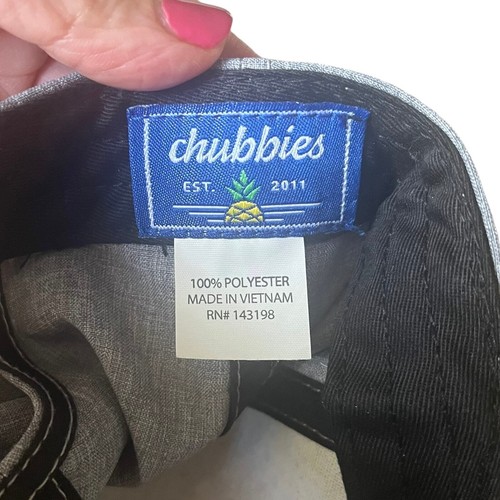 chubbies
EST. 2011
100% POLYESTER
MADE IN VIETNAM
RN# 143198